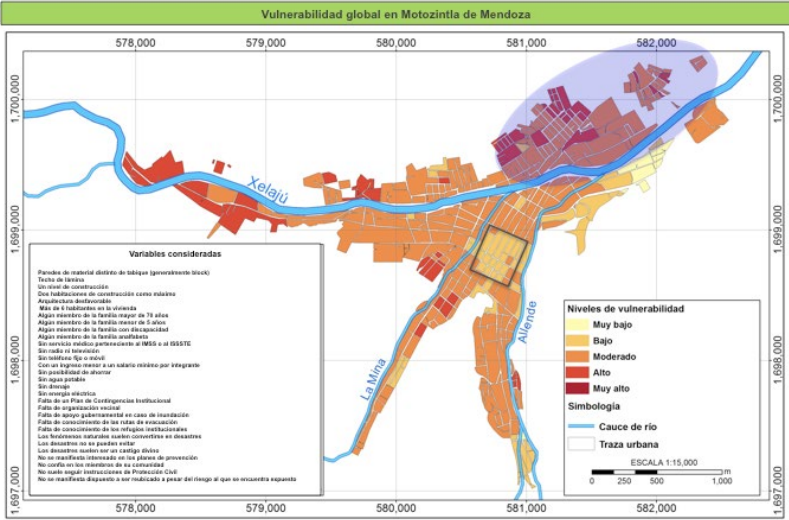 Vulnerabilidad global en Motozintla de Mendoza
578,000 579,000 580,000 581,000 582,000
1,700,000 1,700,000
Xelajú
1,699,000 1,699,000
Variables consideradas
Paredes de material distinto de tabique (generalmente block)
Techo de lámina
Un nivel de construcción
Dos habitaciones de construcción como máximo
Arquitectura desfavorable
Más de 6 habitantes en la vivienda
Algún miembro de la familia mayor de 70 años
Algún miembro de la familia menor de 5 años
Algún miembro de la familia con discapacidad
Algún miembro de la familia analfabeta
Sin servicio médico perteneciente al IMSS o al ISSSTE
Sin radio ni televisión
Sin teléfono fijo o móvil
Con un ingreso menor a un salario mínimo por integrante
Sin posibilidad de ahorrar
Sin agua potable
Sin drenaje
Sin energía eléctrica
Falta de un Plan de Contingencias Institucional
Falta de organización vecinal
Falta de apoyo gubernamental en caso de inundación
Falta de conocimiento de las rutas de evacuación
Falta de conocimiento de los refugios institucionales
Los fenómenos naturales suelen convertirse en desastres
Los desastres no se pueden evitar
Los desastres suelen ser un castigo divino
No se manifiesta interesado en los planes de prevención
No confía en los miembros de su comunidad
No suele seguir instrucciones de Protección Civil
No se manifiesta dispuesto a ser reubicado a pesar del riesgo al que se encuentra expuesto
La Mina
Allende
Niveles de vulnerabilidad
Muy bajo
Bajo
Moderado
Alto
Muy alto
Simbología
Cauce de río
Traza urbana
ESCALA 1:15,000
0 250 500 1,000 m
1,698,000 1,698,000
1,697,000 1,697,000
578,000 579,000 580,000 581,000 582,000